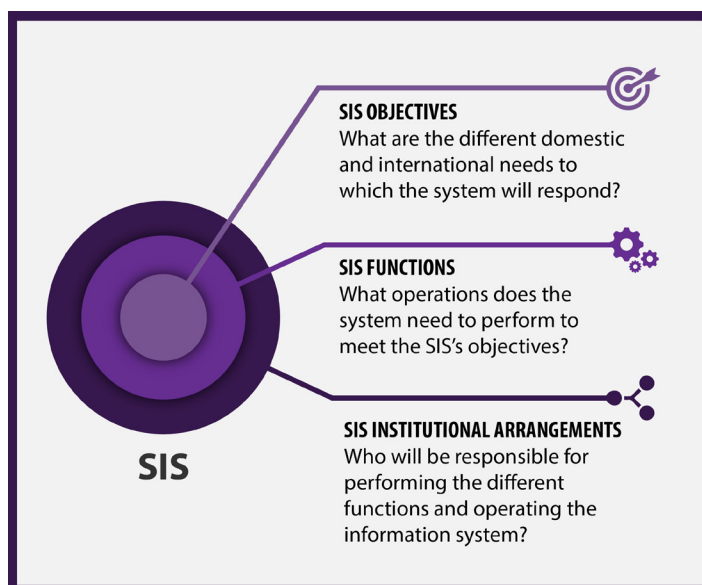 SIS OBJECTIVES
What are the different domestic
and international needs to
which the system will respond?
SIS FUNCTIONS
What operations does the
system need to perform to
meet the SIS's objectives?
SIS INSTITUTIONAL ARRANGEMENTS
Who will be responsible for
performing the different
functions and operating the
information system?
SIS